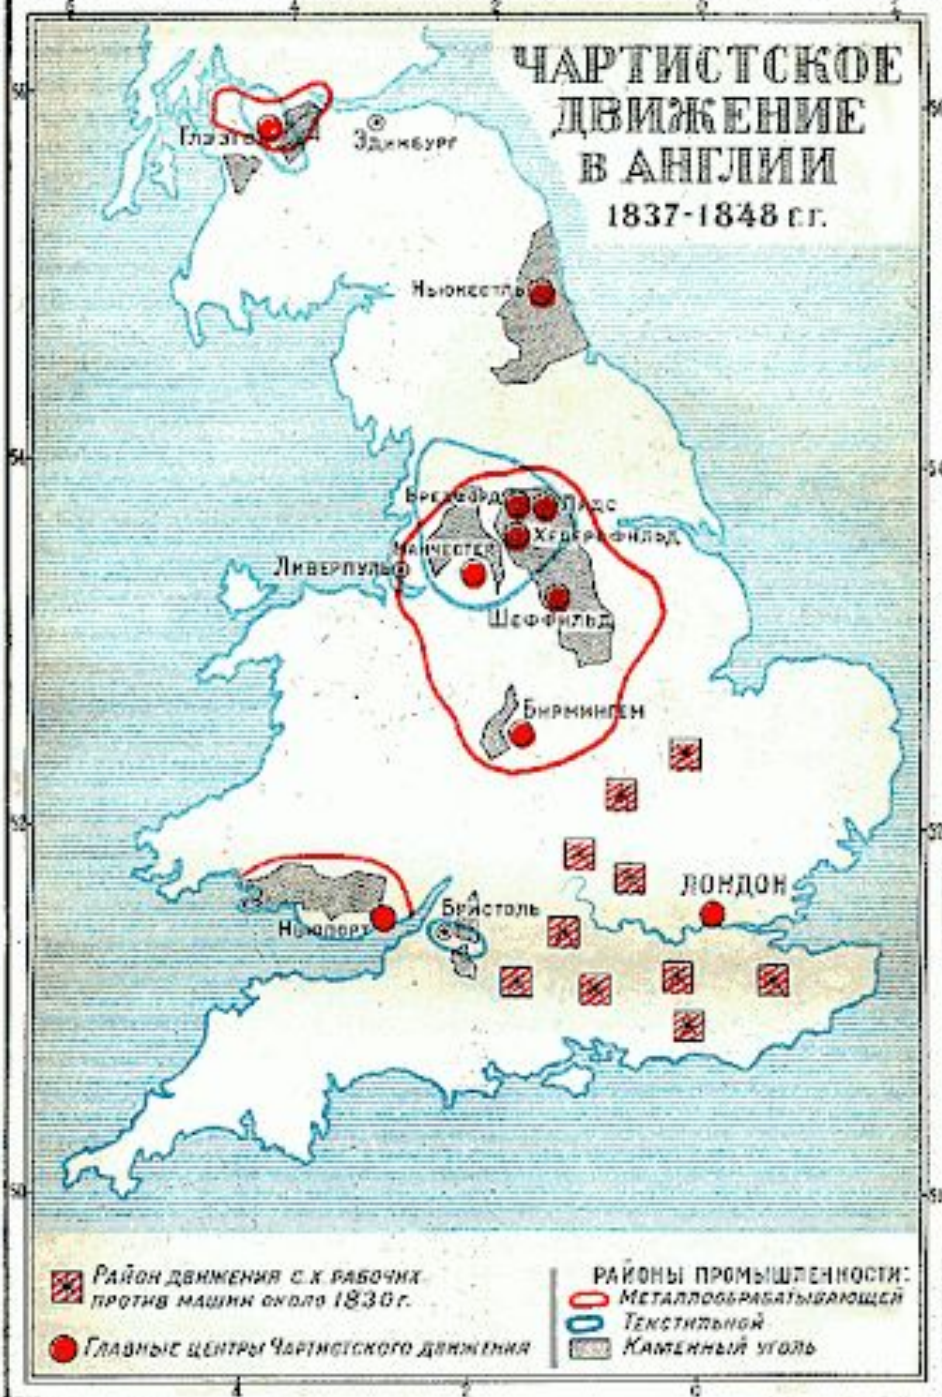 ЧАРТИСТСКОЕ
ДВИЖЕНИЕ
В АНГЛИИ
1837-1848 г.г.
Эдинбург
Ньюкестль
Лидс
Хедерсфильд
Манчестер
Ливерпуль
Шеффильд
Бирмингем
ЛОНДОН
Бристоль
Ньюпорт
РАЙОН ДВИЖЕНИЯ С.Х. РАБОЧИХ
ПРОТИВ МАШИН ОКОЛО 1830 г.
ГЛАВНЫЕ ЦЕНТРЫ ЧАРТИСТСКОГО ДВИЖЕНИЯ
РАЙОНЫ ПРОМЫШЛЕННОСТИ:
МЕТАЛЛООБРАБАТЫВАЮЩЕЙ
ТЕКСТИЛЬНОЙ
КАМЕННЫЙ УГОЛЬ